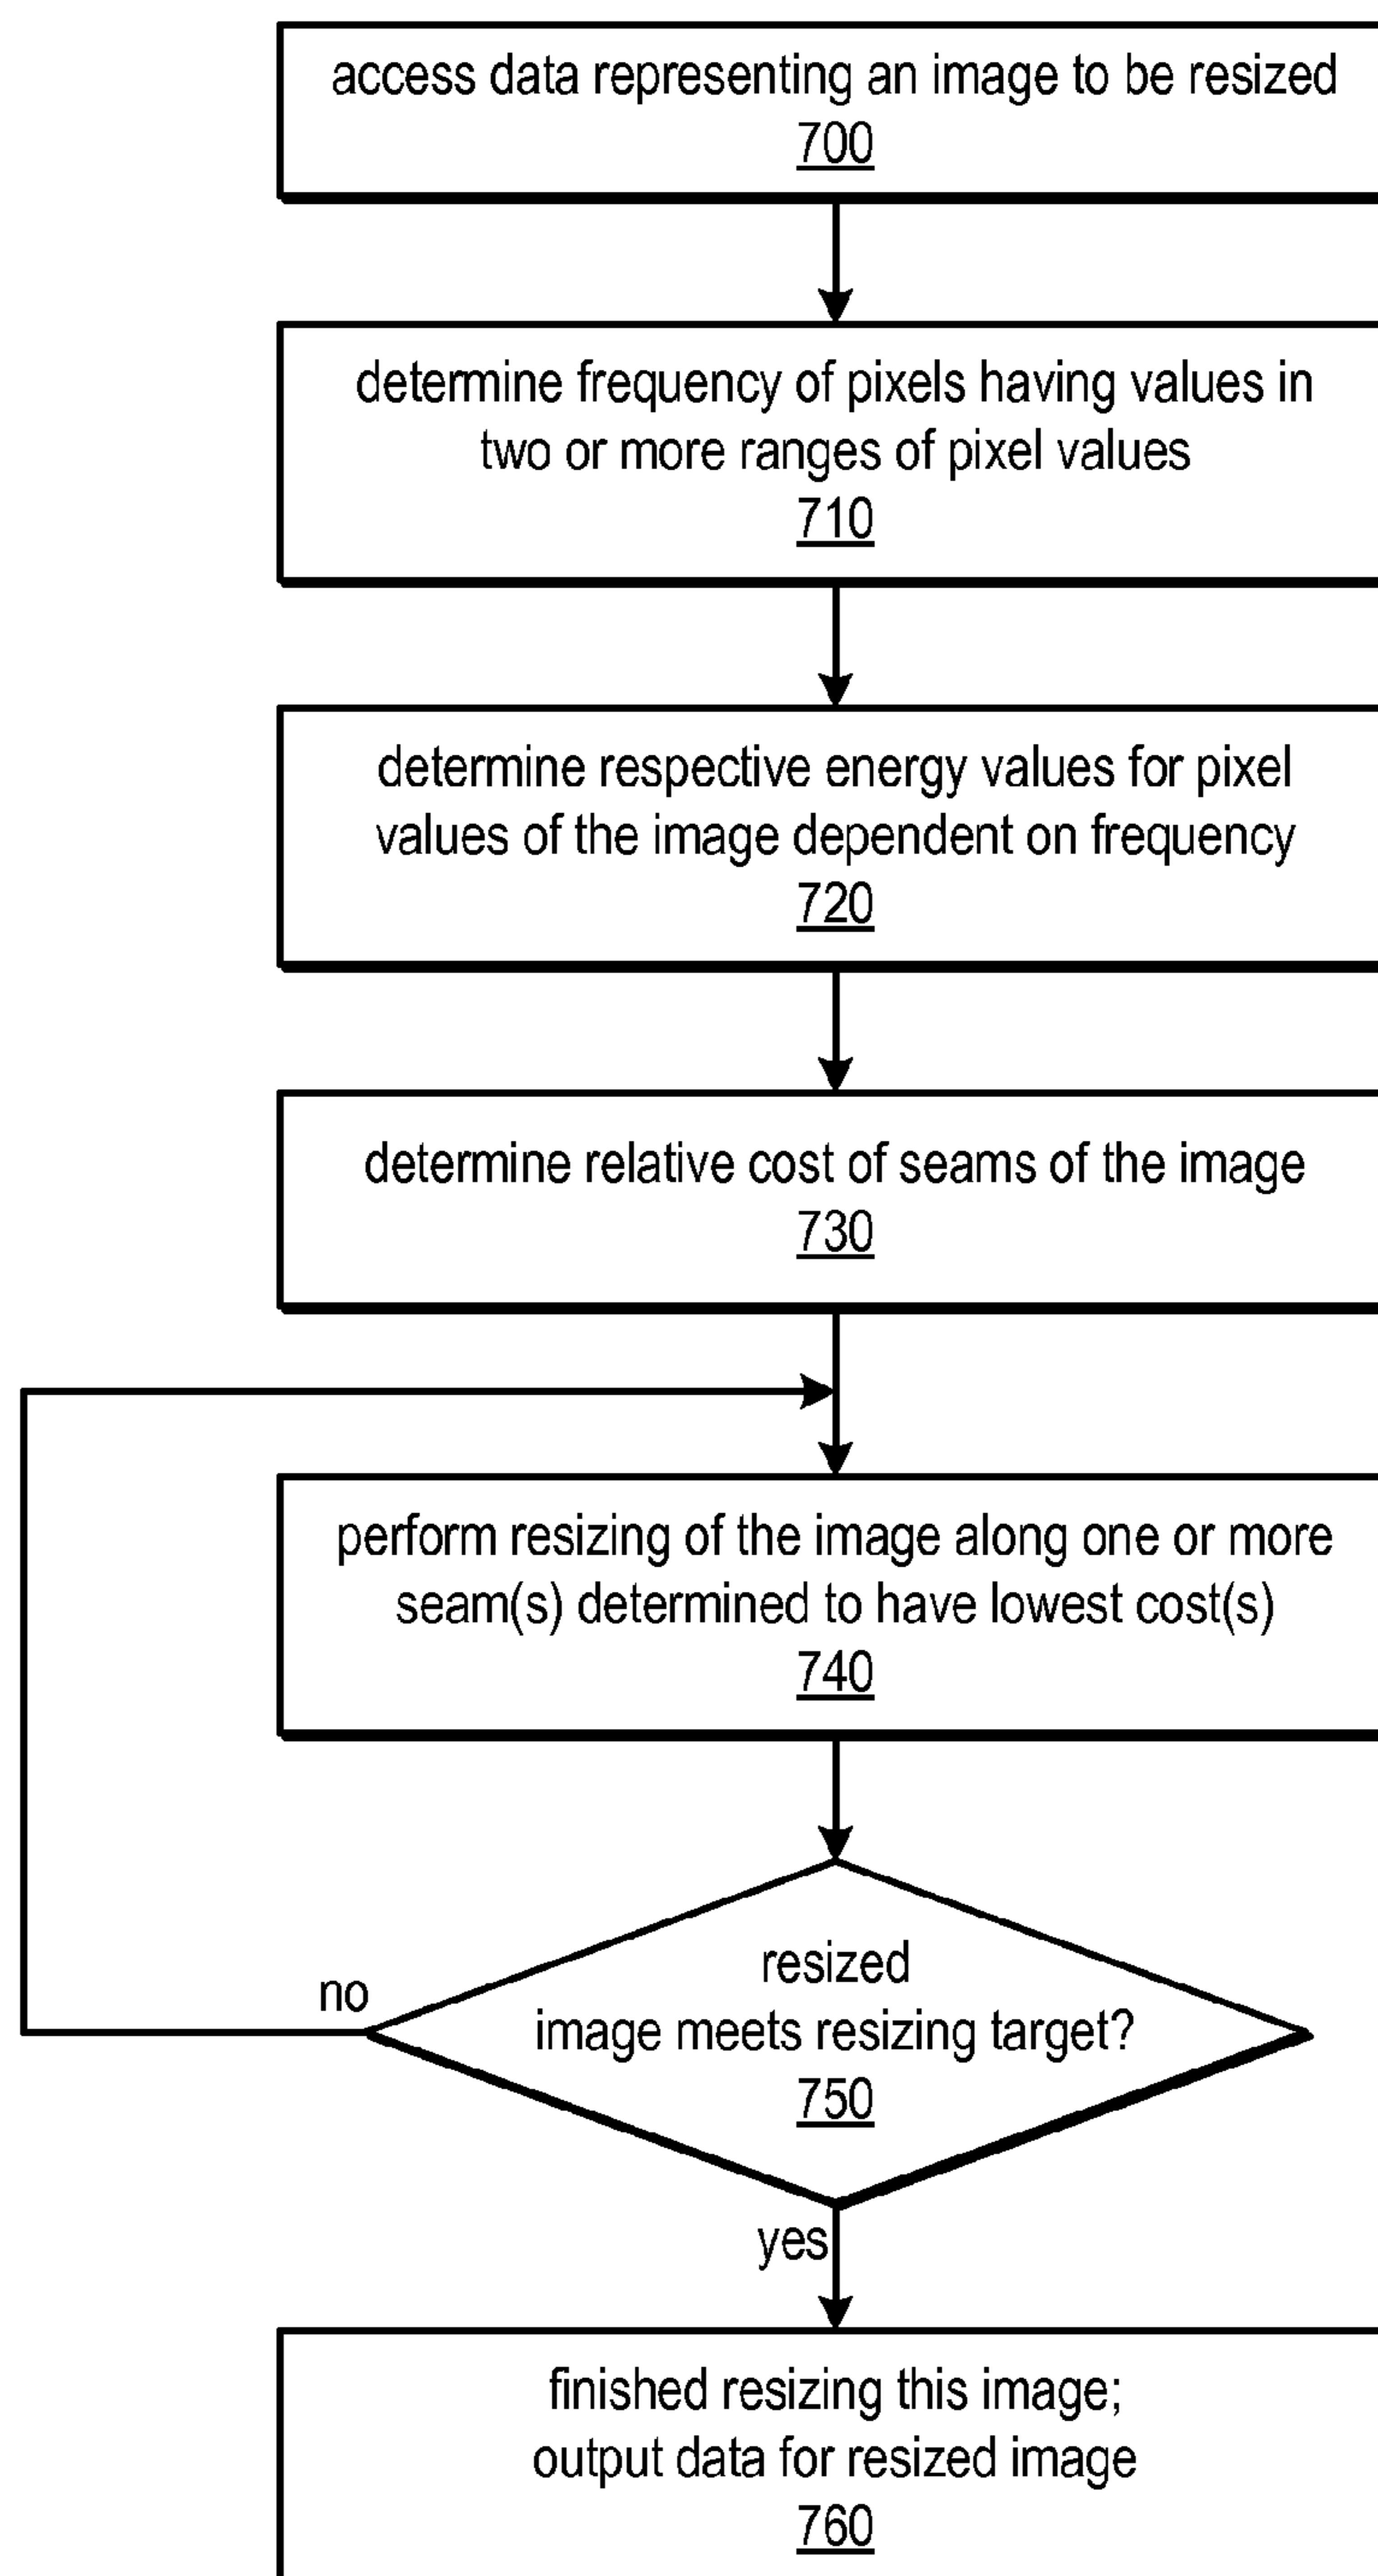 access data representing an image to be resized
700
determine frequency of pixels having values in
two or more ranges of pixel values
710
determine respective energy values for pixel
values of the image dependent on frequency
720
determine relative cost of seams of the image
730
perform resizing of the image along one or more
seam(s) determined to have lowest cost(s)
740
resized
image meets resizing target?
750
no
yes
finished resizing this image;
output data for resized image
760